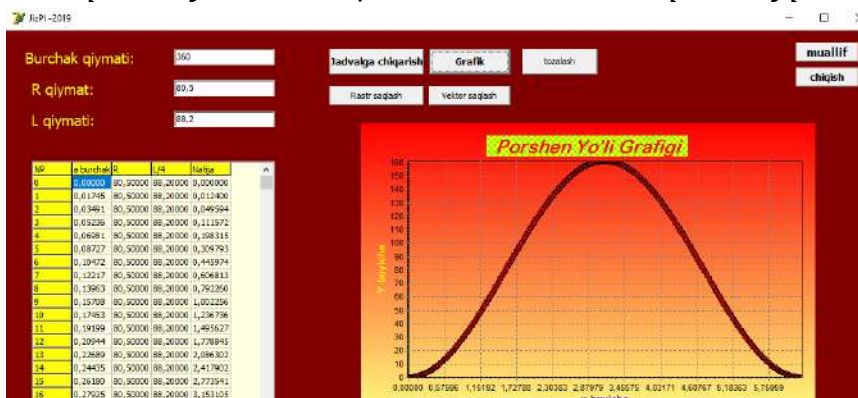 JizPI -2019
Burchak qiymati: 360
R qiymat: 80,5
L qiymati: 88,2
Jadvalga chiqarish Grafik tozalash
Rastr saqlash Vektor saqlash
muallif
chiqish
Porshen Yo'li Grafigi
Y buyicha
160
150
140
130
120
110
100
90
80
70
60
50
40
30
20
10
0
0,00000 0,57596 1,15192 1,72788 2,30383 2,87979 3,45575 4,03171 4,60767 5,18363 5,75959
№ a burchak R L/4 Natija
0 0,00000 80,50000 88,20000 0,000000
1 0,01745 80,50000 88,20000 0,012400
2 0,03491 80,50000 88,20000 0,049594
3 0,05236 80,50000 88,20000 0,111572
4 0,06981 80,50000 88,20000 0,198315
5 0,08727 80,50000 88,20000 0,309793
6 0,10472 80,50000 88,20000 0,445974
7 0,12217 80,50000 88,20000 0,606813
8 0,13963 80,50000 88,20000 0,792260
9 0,15708 80,50000 88,20000 1,002256
10 0,17453 80,50000 88,20000 1,236736
11 0,19199 80,50000 88,20000 1,495627
12 0,20944 80,50000 88,20000 1,778845
13 0,22689 80,50000 88,20000 2,086302
14 0,24435 80,50000 88,20000 2,417902
15 0,26180 80,50000 88,20000 2,773541
16 0,27925 80,50000 88,20000 3,153105